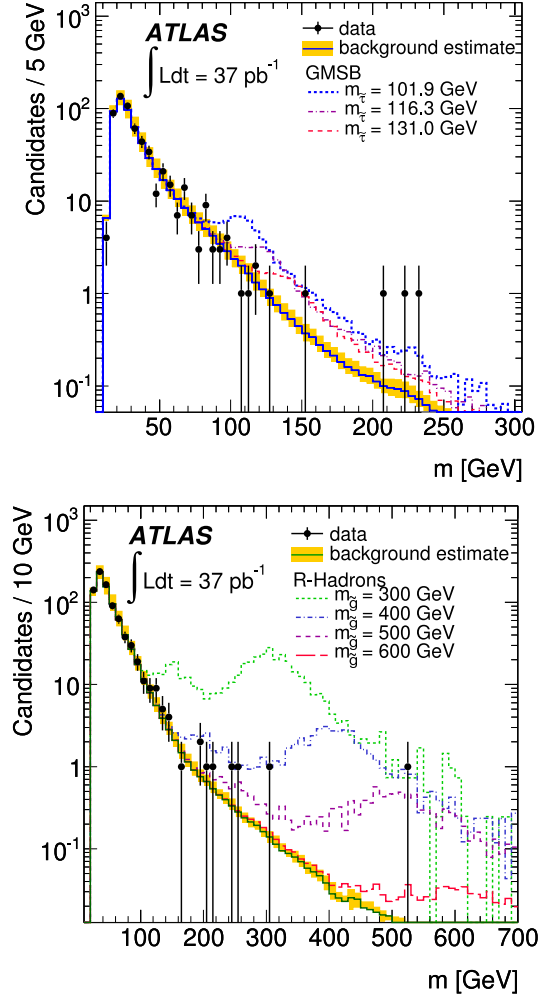 Candidates / 5 GeV
ATLAS
∫ Ldt = 37 pb⁻¹
data
background estimate
GMSB
m_τ̃ = 101.9 GeV
m_τ̃ = 116.3 GeV
m_τ̃ = 131.0 GeV
10³
10²
10
1
10⁻¹
50 100 150 200 250 300
m [GeV]
Candidates / 10 GeV
ATLAS
∫ Ldt = 37 pb⁻¹
data
background estimate
R-Hadrons
m_g̃ = 300 GeV
m_g̃ = 400 GeV
m_g̃ = 500 GeV
m_g̃ = 600 GeV
10³
10²
10
1
10⁻¹
100 200 300 400 500 600 700
m [GeV]